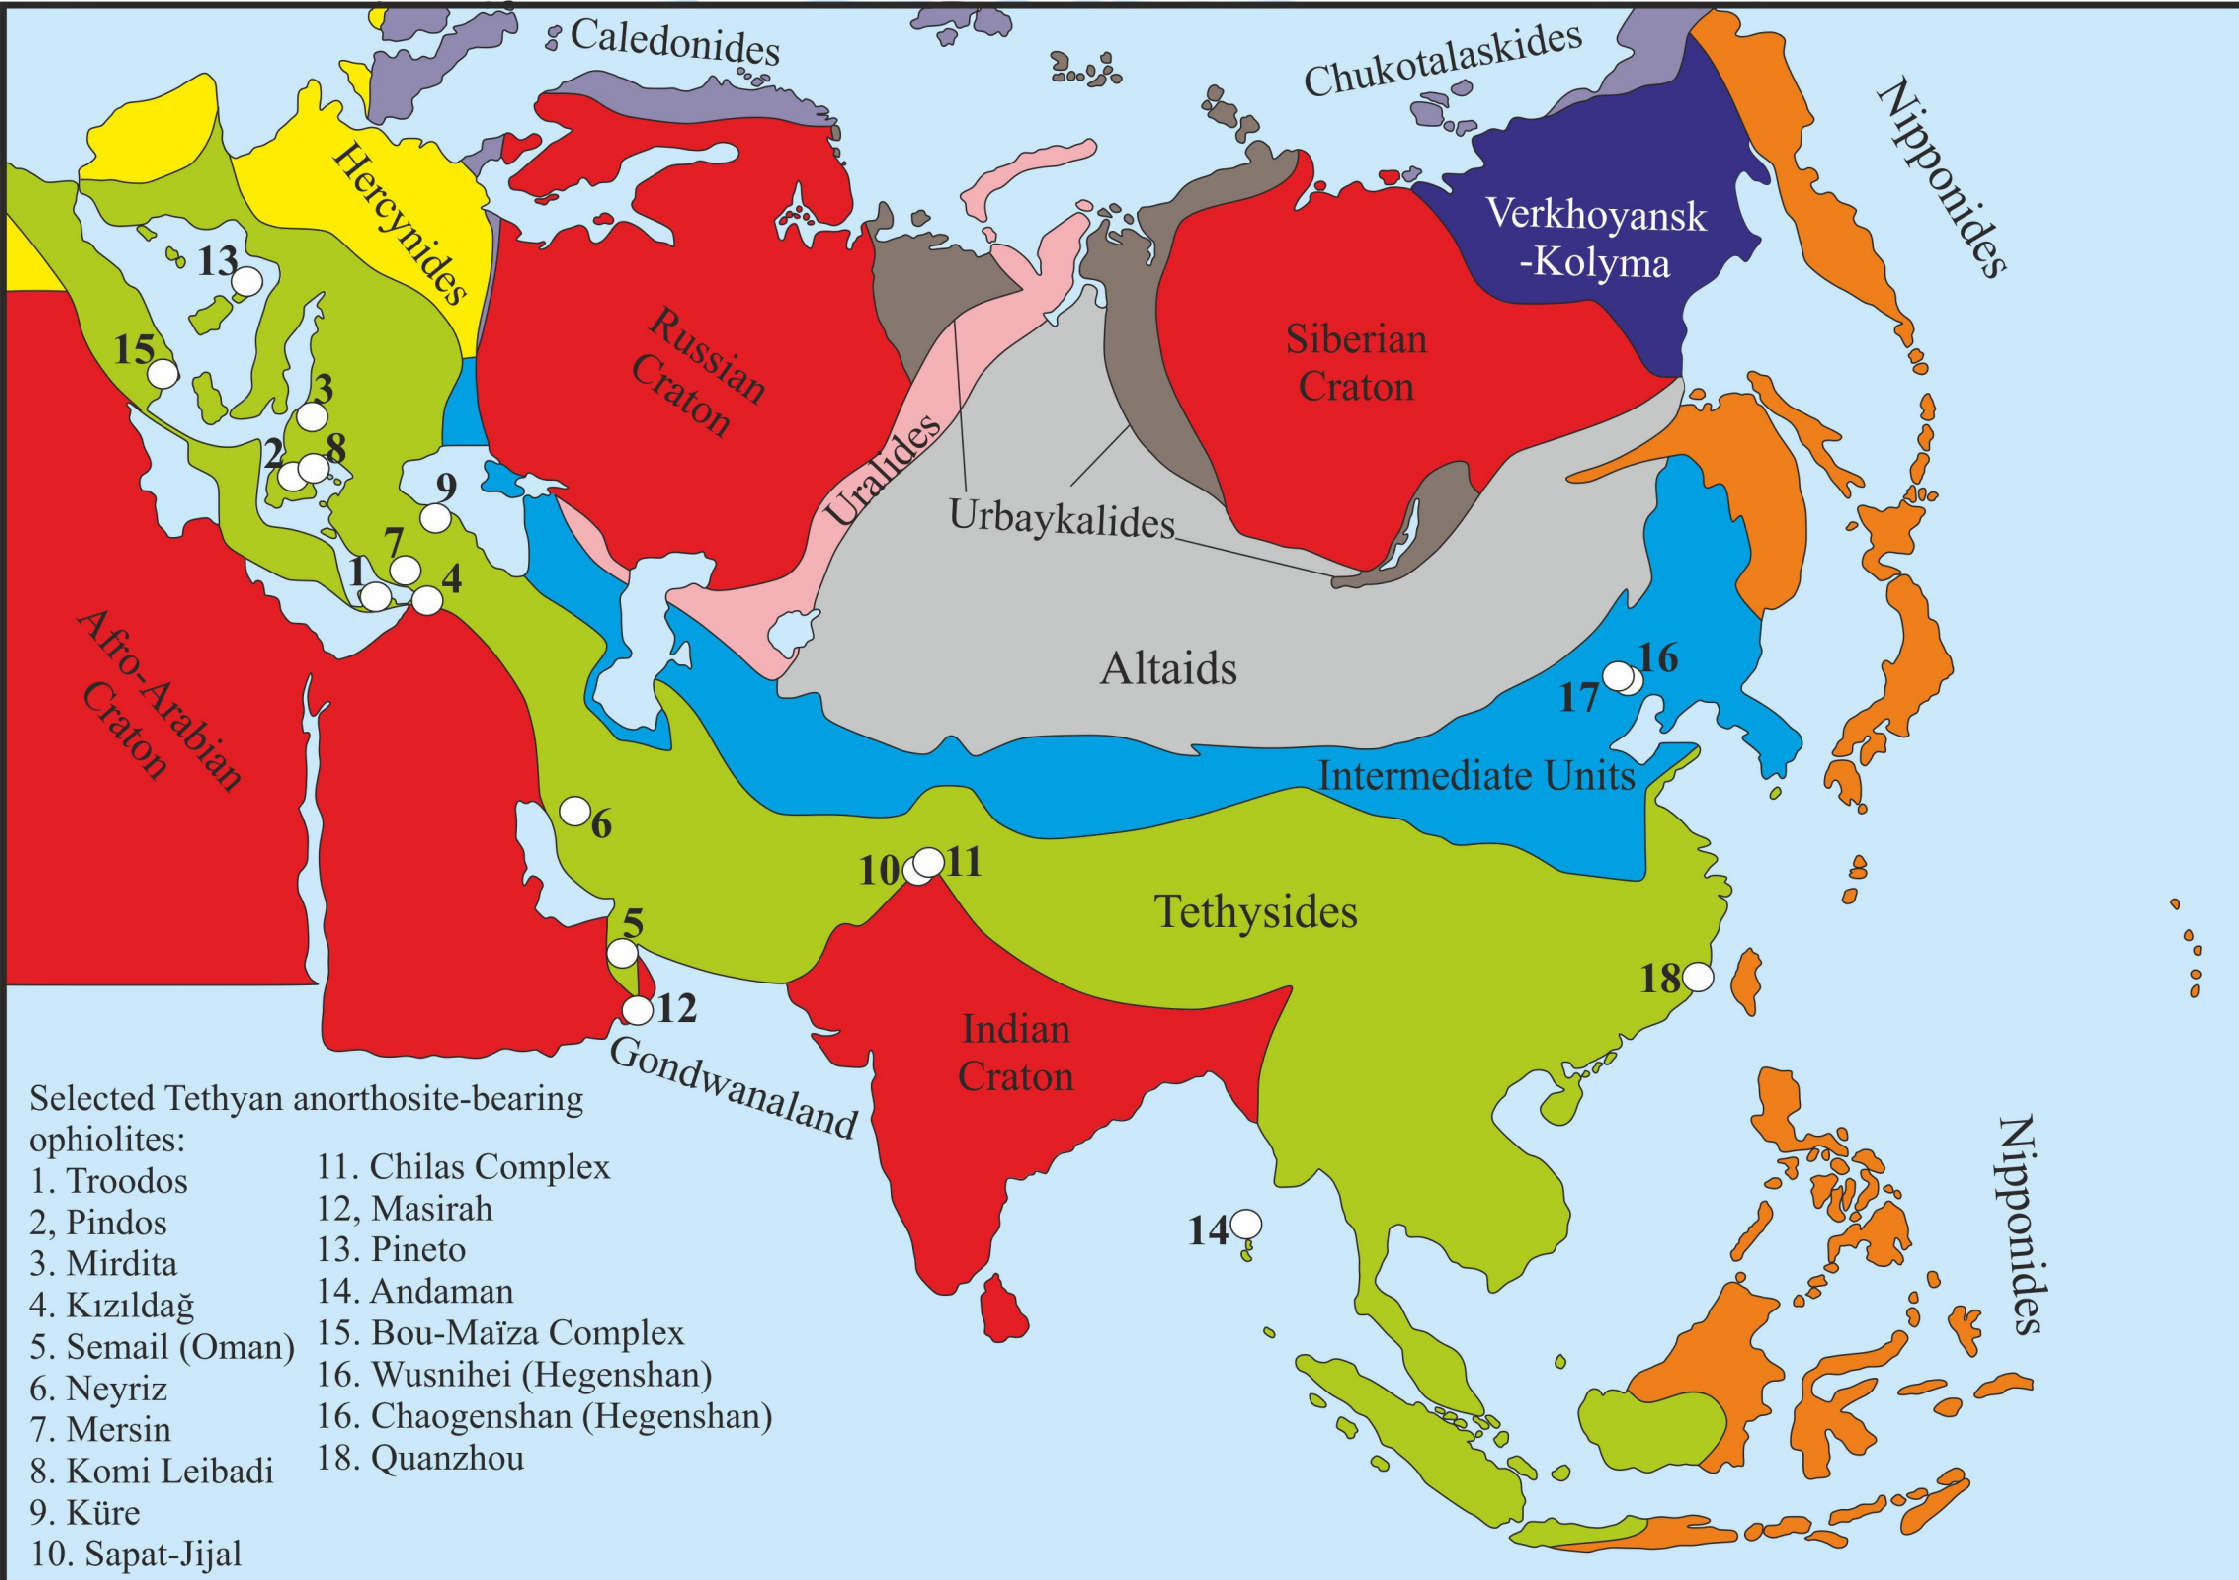 Caledonides
Chukotalaskides
Nipponides
Hercynides
Verkhoyansk
-Kolyma
13
Russian
Craton
Siberian
Craton
15
3
2
8
Uralides
9
Urbaykalides
7
1
4
Afro-Arabian
Craton
Altaids
16
17
Intermediate Units
6
10
11
Tethysides
5
18
12
Indian
Craton
Gondwanaland
14
Nipponides
Selected Tethyan anorthosite-bearing
ophiolites:
1. Troodos
2, Pindos
3. Mirdita
4. Kızıldağ
5. Semail (Oman)
6. Neyriz
7. Mersin
8. Komi Leibadi
9. Küre
10. Sapat-Jijal
11. Chilas Complex
12, Masirah
13. Pineto
14. Andaman
15. Bou-Maïza Complex
16. Wusnihei (Hegenshan)
16. Chaogenshan (Hegenshan)
18. Quanzhou